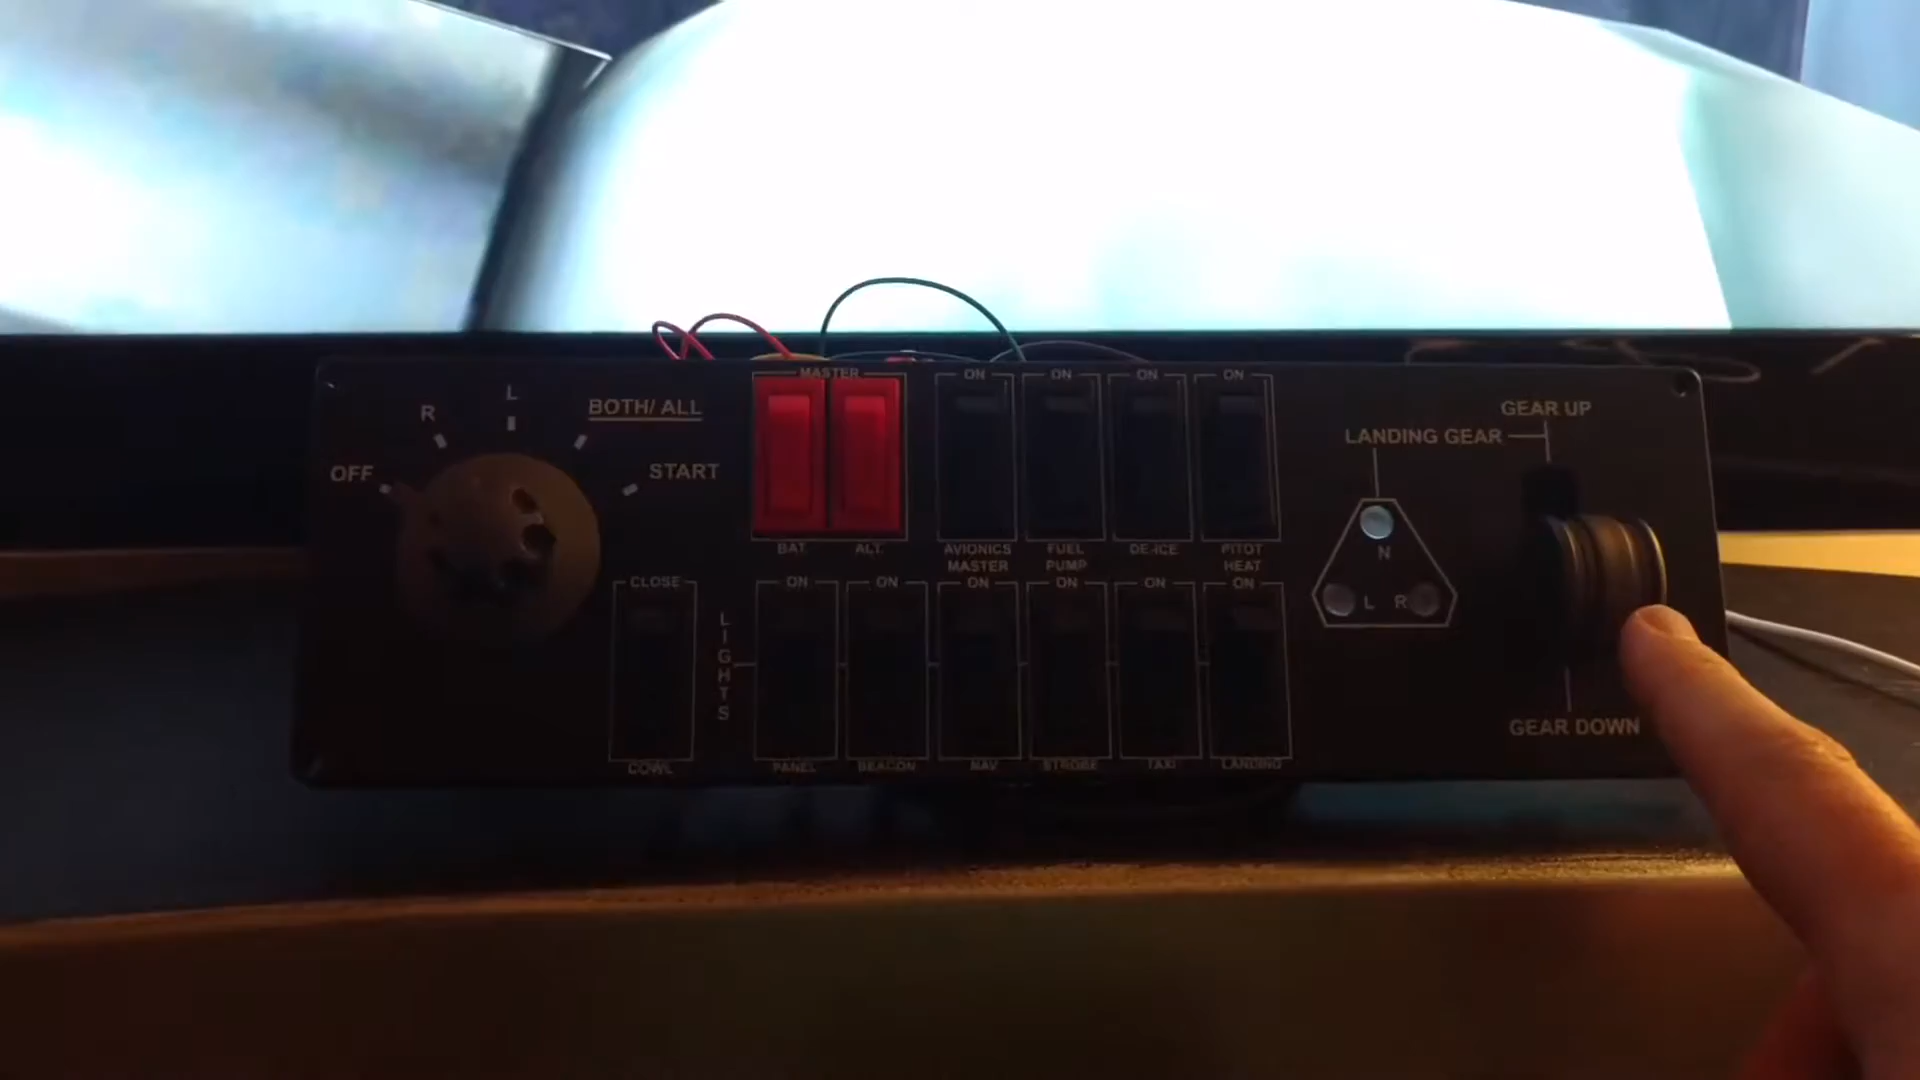 OFF
R
L
BOTH/ ALL
START
MASTER
BAT.
ALT.
ON
ON
ON
ON
AVIONICS
MASTER
FUEL
PUMP
DE-ICE
PITOT
HEAT
GEAR UP
LANDING GEAR
N
L
R
GEAR DOWN
CLOSE
COWL
LIGHTS
ON
ON
ON
ON
ON
ON
PANEL
BEACON
NAV
STROBE
TAXI
LANDING